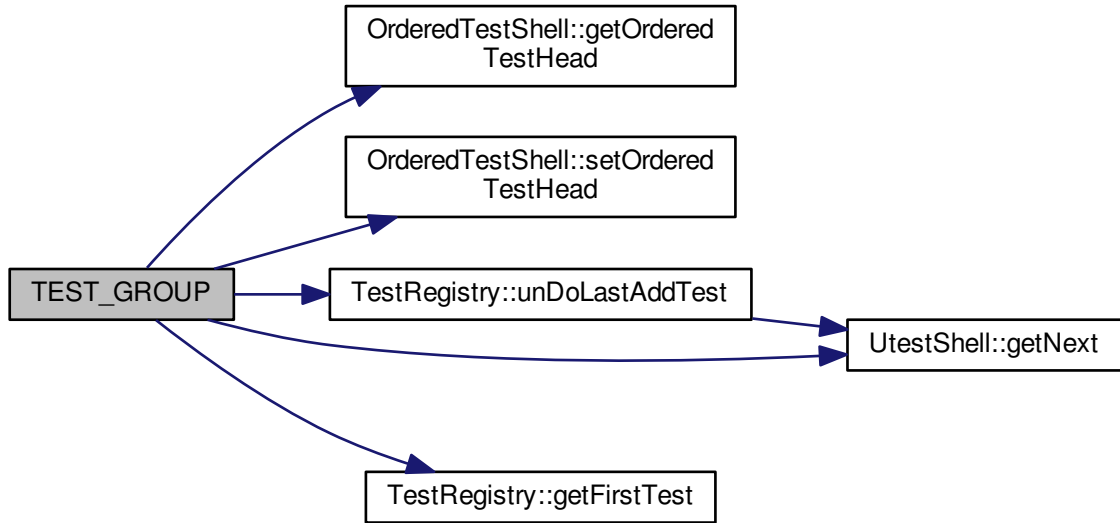 OrderedTestShell::getOrdered
TestHead
OrderedTestShell::setOrdered
TestHead
TEST_GROUP
TestRegistry::unDoLastAddTest
UtestShell::getNext
TestRegistry::getFirstTest